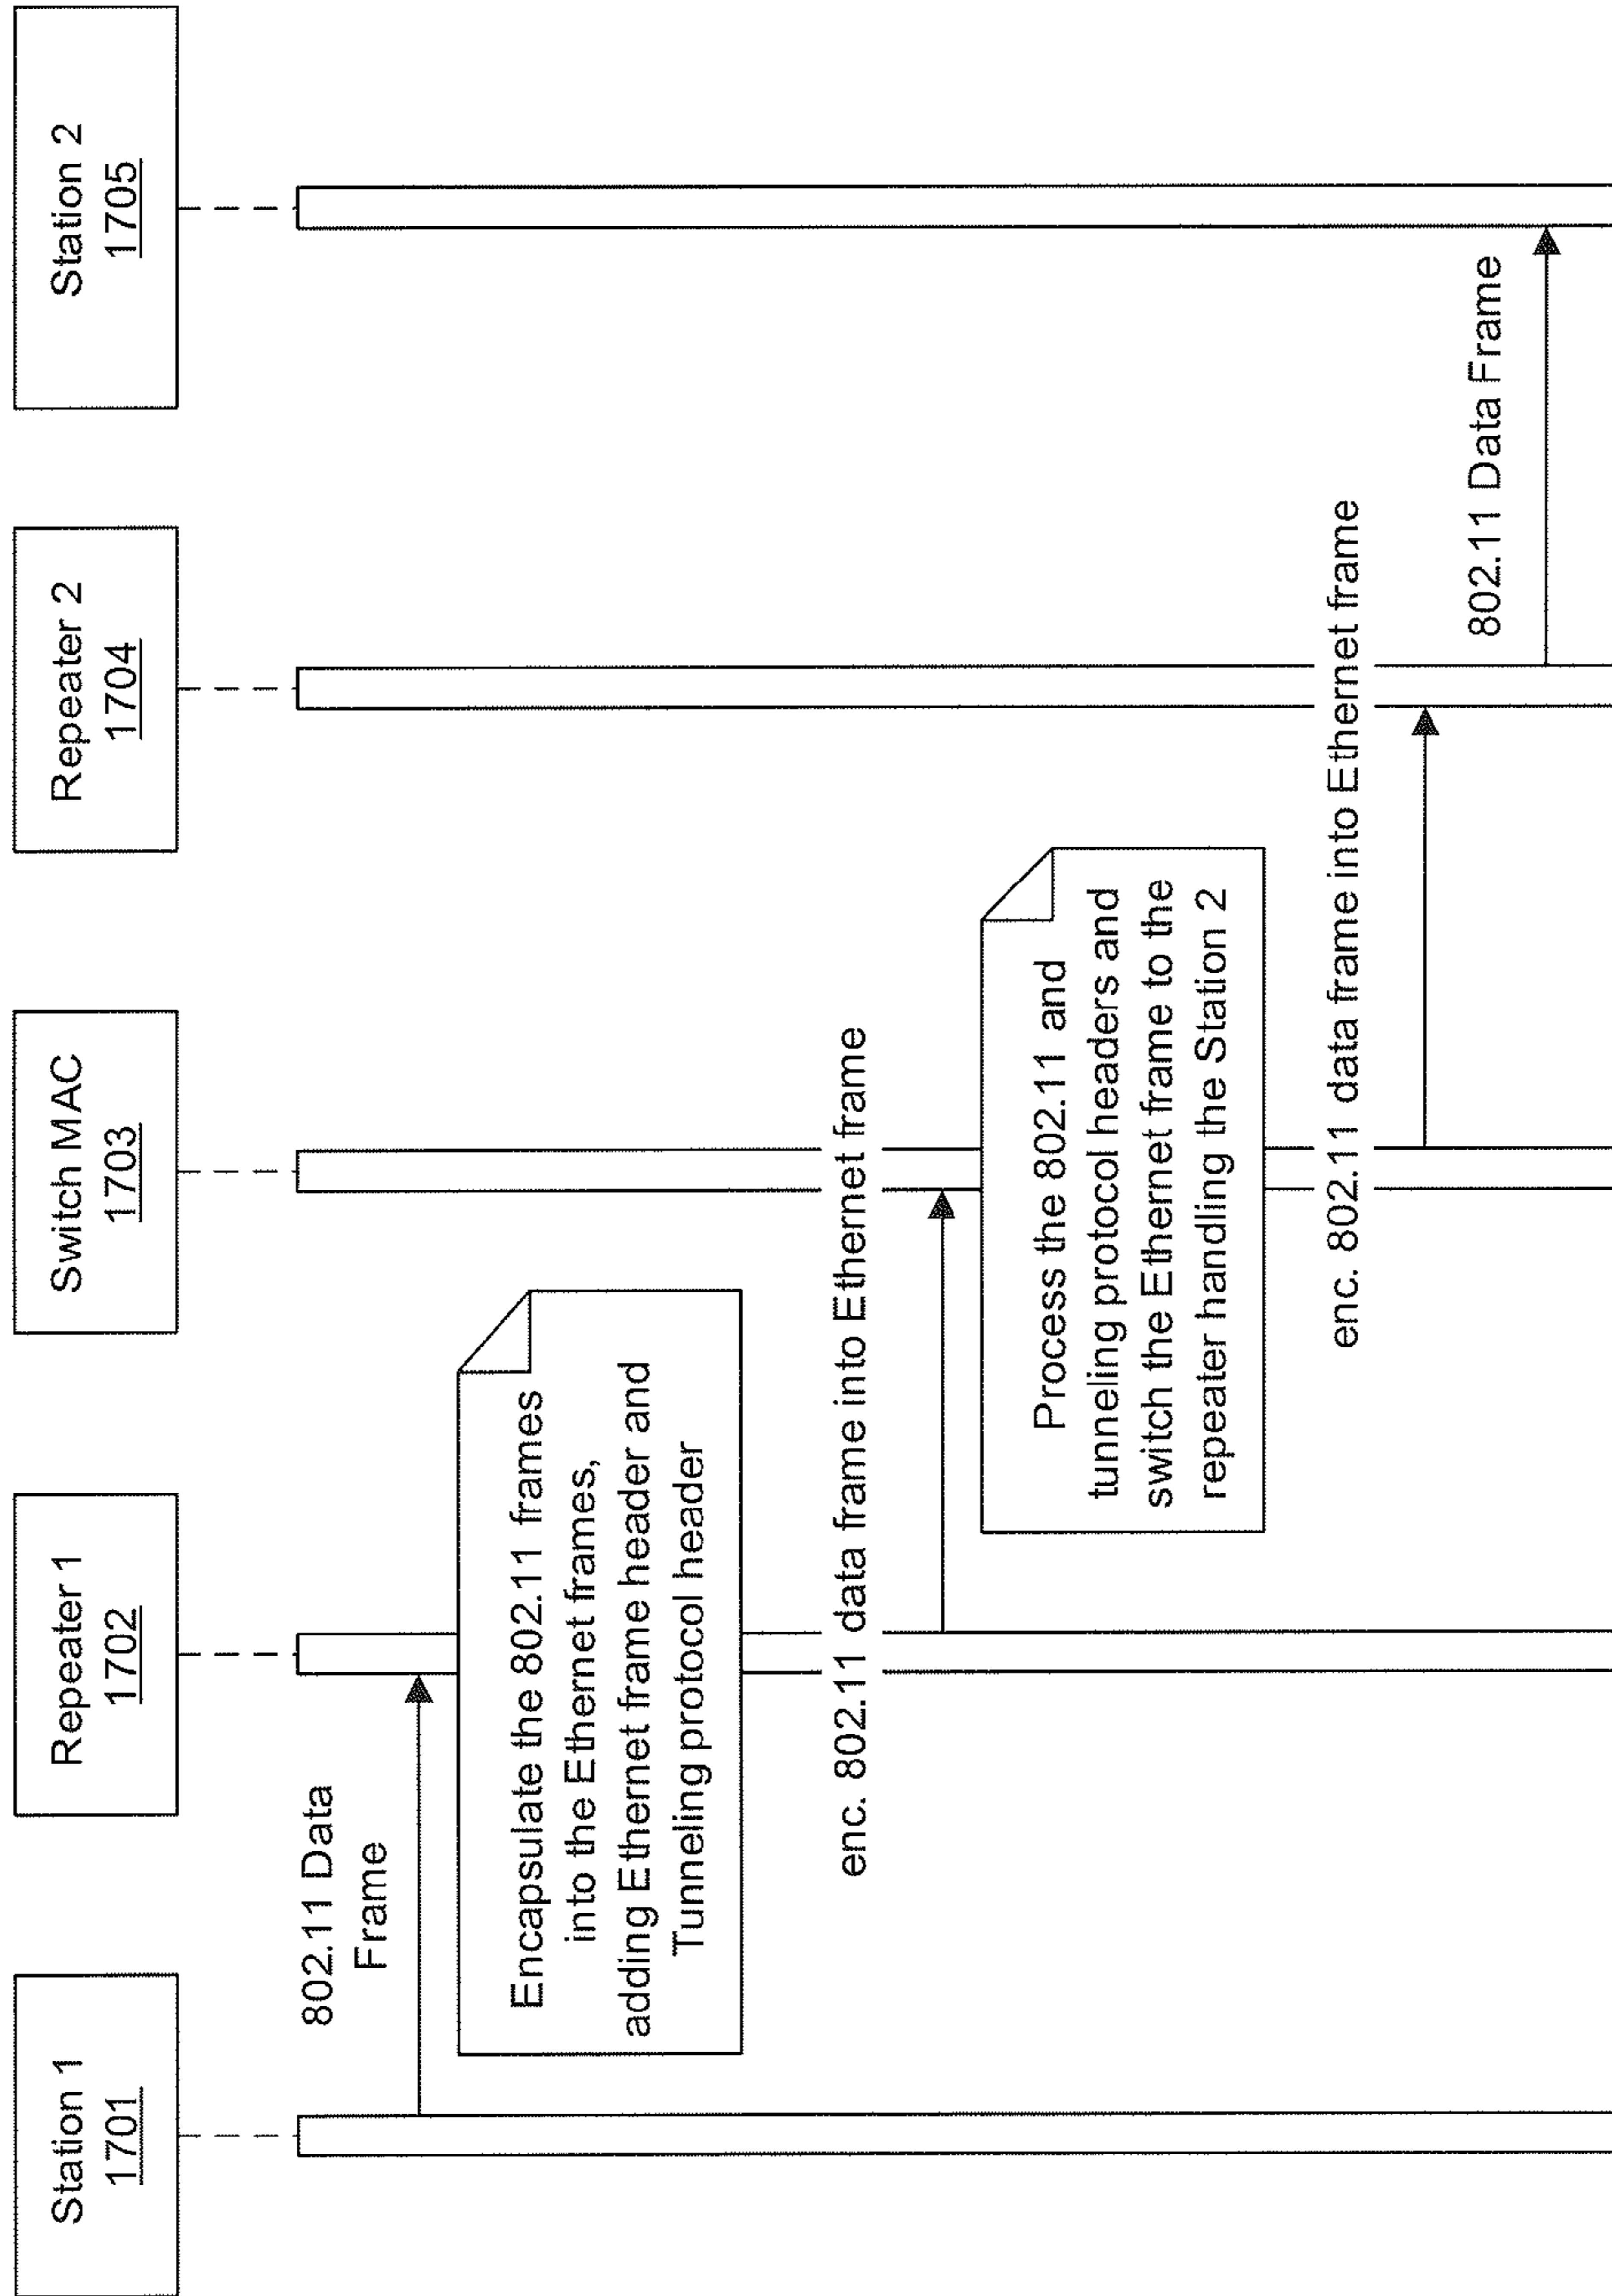 Station 1
1701
Repeater 1
1702
Switch MAC
1703
Repeater 2
1704
Station 2
1705
802.11 Data
Frame
Encapsulate the 802.11 frames
into the Ethernet frames,
adding Ethernet frame header and
Tunneling protocol header
enc. 802.11 data frame into Ethernet frame
Process the 802.11 and
tunneling protocol headers and
switch the Ethernet frame to the
repeater handling the Station 2
enc. 802.11 data frame into Ethernet frame
802.11 Data Frame